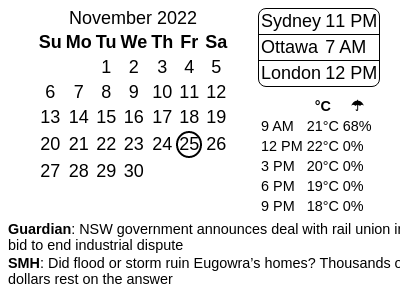 November 2022
Su Mo Tu We Th Fr Sa
1 2 3 4 5
6 7 8 9 10 11 12
13 14 15 16 17 18 19
20 21 22 23 24 25 26
27 28 29 30
Sydney 11 PM
Ottawa 7 AM
London 12 PM
°C ☂
9 AM 21°C 68%
12 PM 22°C 0%
3 PM 20°C 0%
6 PM 19°C 0%
9 PM 18°C 0%
Guardian: NSW government announces deal with rail union i
bid to end industrial dispute
SMH: Did flood or storm ruin Eugowra's homes? Thousands o
dollars rest on the answer